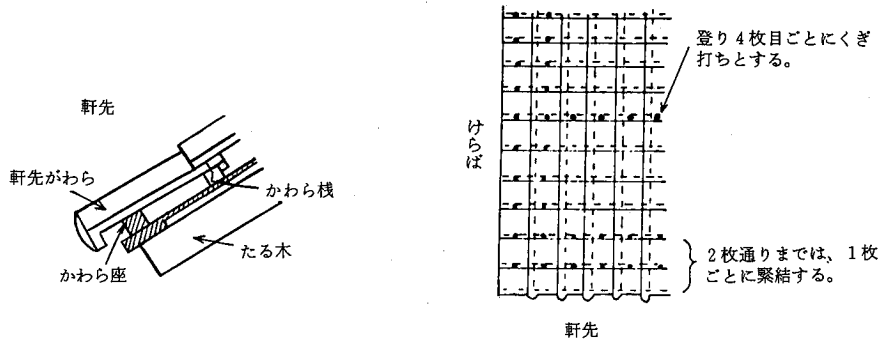 軒先
軒先がわら
かわら桟
たる木
かわら座
登り4枚目ごとにくぎ
打ちとする。
けらば
2枚通りまでは、1枚
ごとに緊結する。
軒先